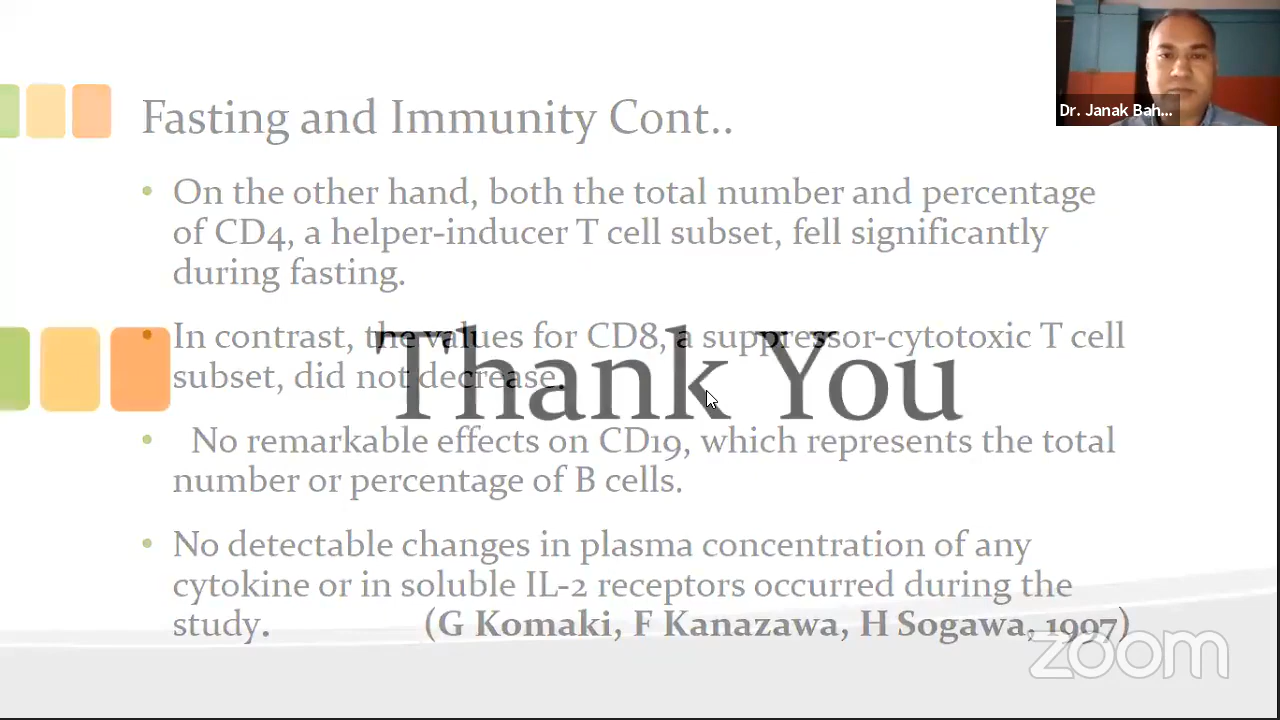 Dr. Janak Bah...
Fasting and Immunity Cont..
• On the other hand, both the total number and percentage
of CD4, a helper-inducer T cell subset, fell significantly
during fasting.
• In contrast, the values for CD8, a suppressor-cytotoxic T cell
subset, did not decrease.
Thank You
• No remarkable effects on CD19, which represents the total
number or percentage of B cells.
• No detectable changes in plasma concentration of any
cytokine or in soluble IL-2 receptors occurred during the
study. (G Komaki, F Kanazawa, H Sogawa, 1997)
zoom